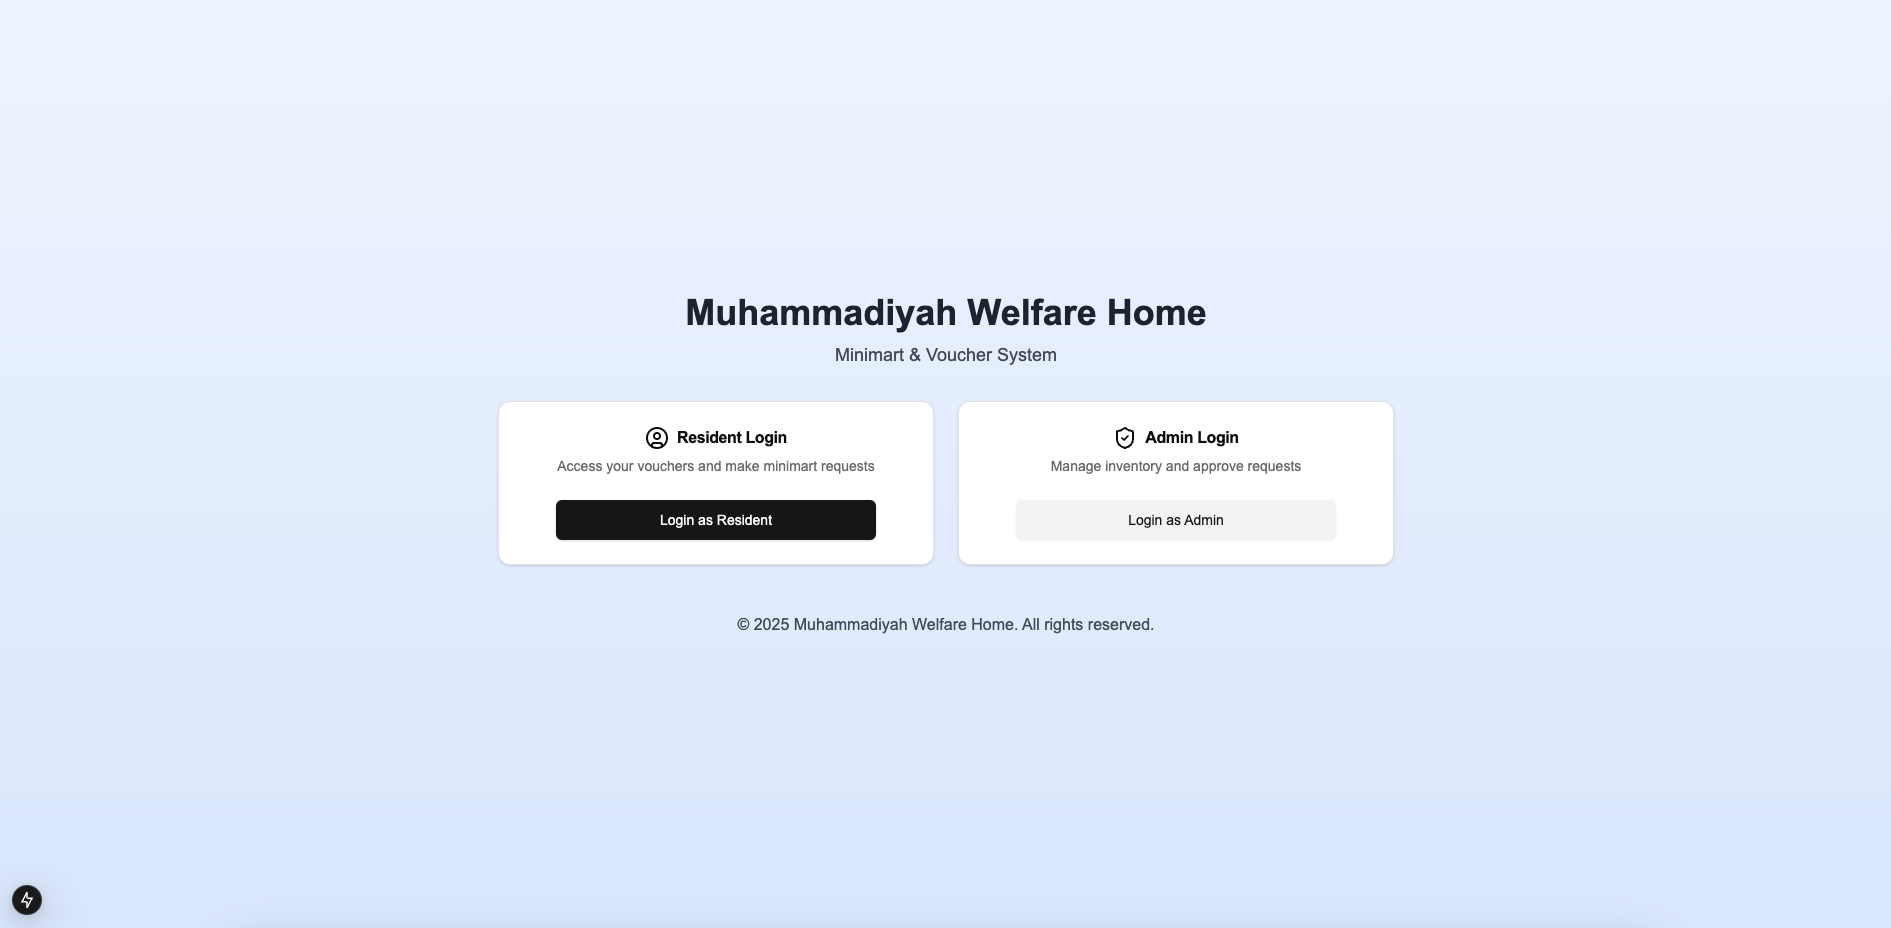 Muhammadiyah Welfare Home
Minimart & Voucher System
Resident Login
Access your vouchers and make minimart requests
Login as Resident
Admin Login
Manage inventory and approve requests
Login as Admin
© 2025 Muhammadiyah Welfare Home. All rights reserved.